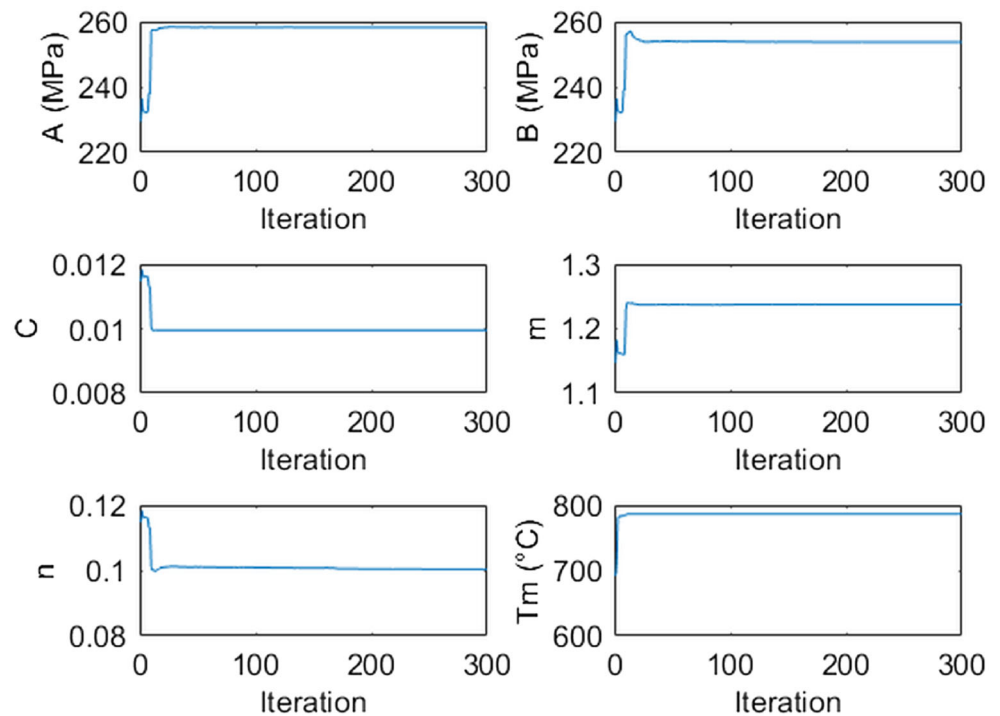 A (MPa)
260
240
220
0 100 200 300
Iteration
B (MPa)
260
240
220
0 100 200 300
Iteration
C
0.012
0.01
0.008
0 100 200 300
Iteration
m
1.3
1.2
1.1
0 100 200 300
Iteration
n
0.12
0.1
0.08
0 100 200 300
Iteration
Tm (°C)
800
700
600
0 100 200 300
Iteration